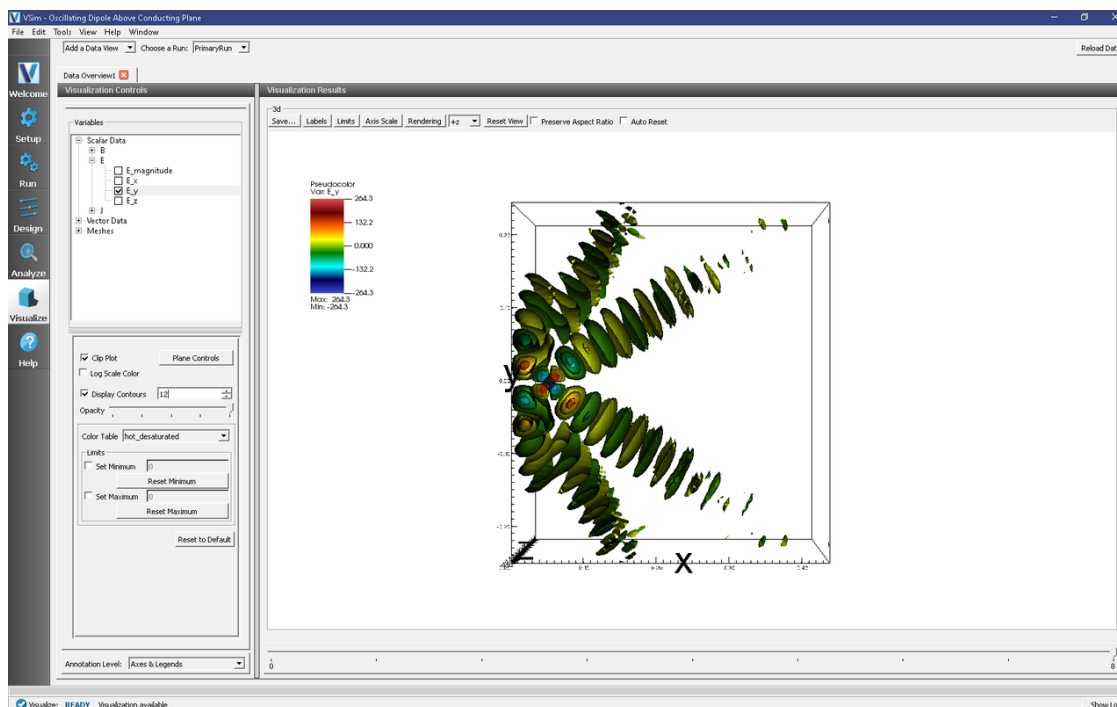 VSim - Oscillating Dipole Above Conducting Plane
File Edit Tools View Help Window
Add a Data View Choose a Run: PrimaryRun Reload Dat
Data Overview1
Welcome
Setup
Run
Design
Analyze
Visualize
Help
Visualization Controls
Variables
Scalar Data
B
E
E_magnitude
E_x
E_y
E_z
J
Vector Data
Meshes
Clip Plot Plane Controls
Log Scale Color
Display Contours 12
Opacity
Color Table hot_desaturated
Limits
Set Minimum 0
Reset Minimum
Set Maximum 0
Reset Maximum
Reset to Default
Annotation Level: Axes & Legends
Visualization Results
3d
Save... Labels Limits Axis Scale Rendering +z Reset View Preserve Aspect Ratio Auto Reset
Pseudocolor
Var: E_y
264.3
132.2
0.000
-132.2
-264.3
Max: 264.3
Min: -264.3
y
z
x
0 8
Visualize: READY Visualization available Show Lo